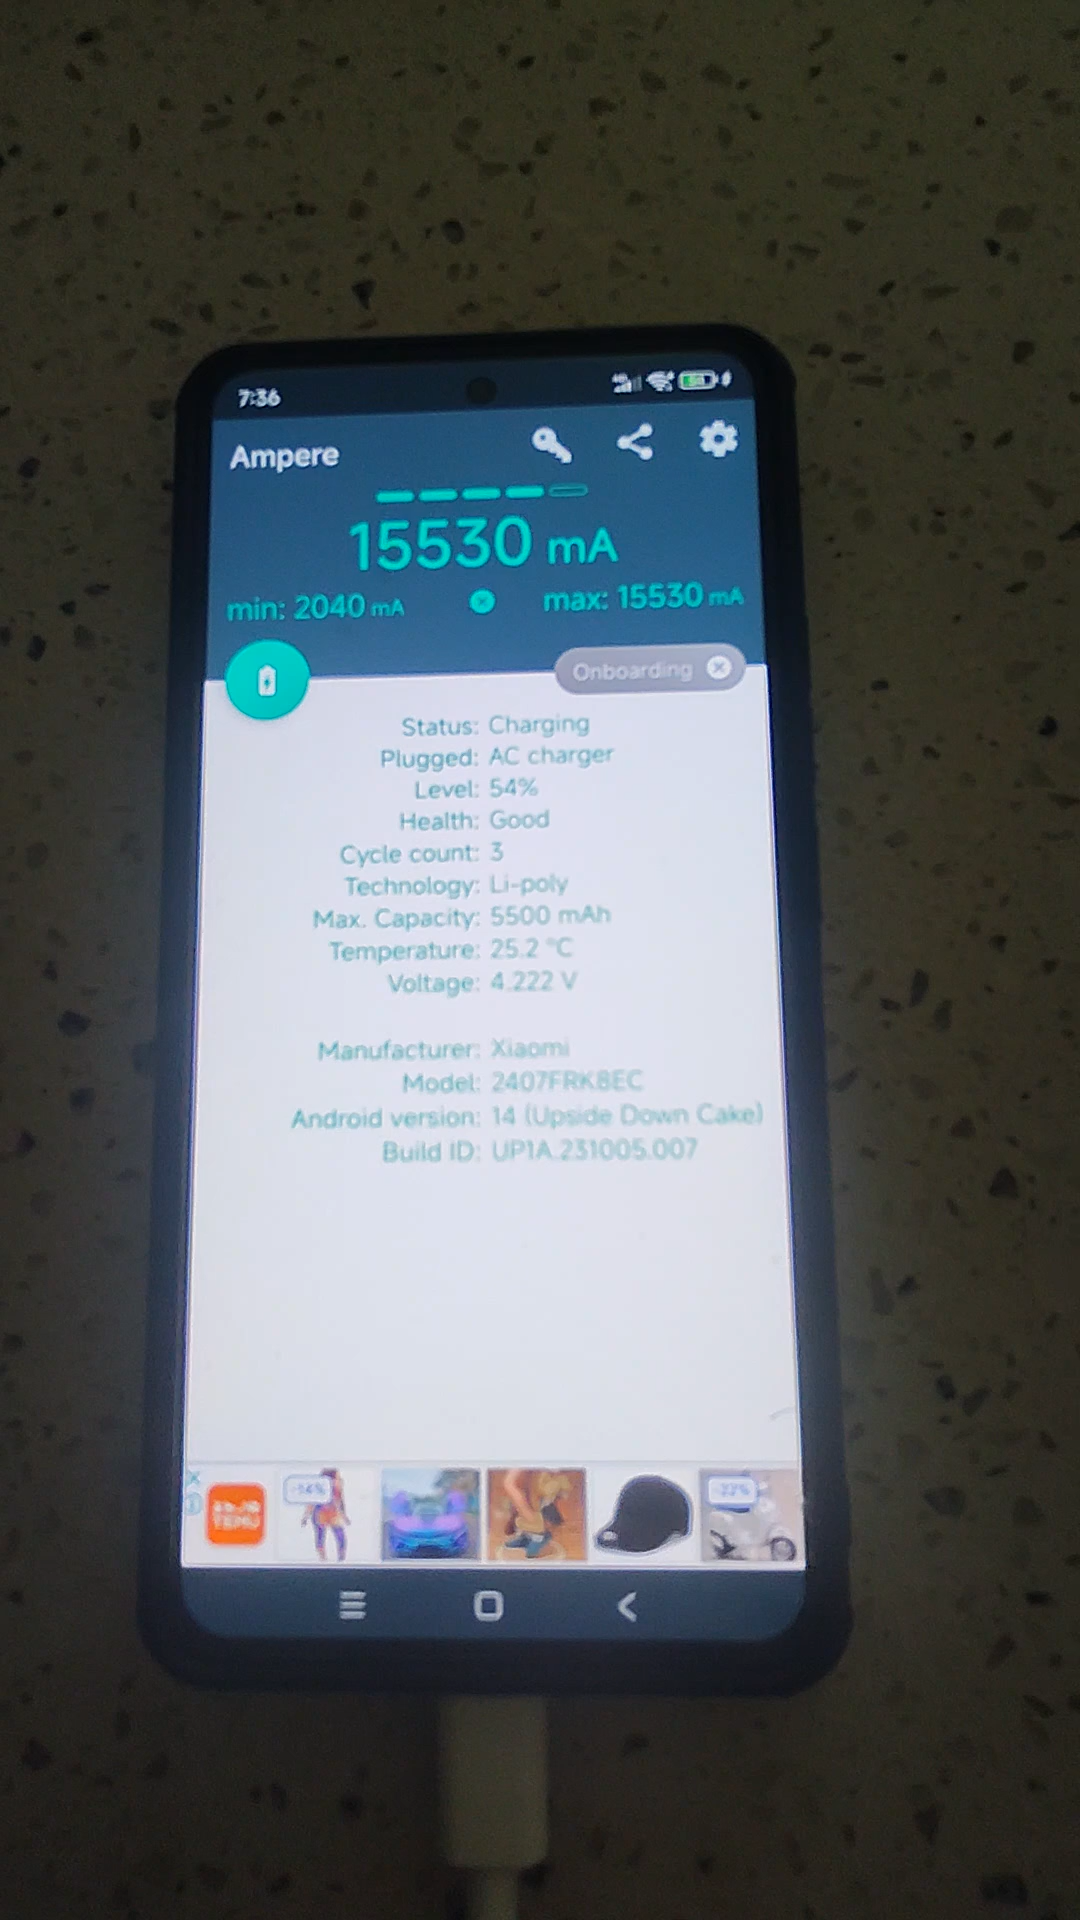 7:36
Ampere
15530 mA
min: 2040 mA
max: 15530 mA
Onboarding
Status: Charging
Plugged: AC charger
Level: 54%
Health: Good
Cycle count: 3
Technology: Li-poly
Max. Capacity: 5500 mAh
Temperature: 25.2 °C
Voltage: 4.222 V
Manufacturer: Xiaomi
Model: 2407FRK8EC
Android version: 14 (Upside Down Cake)
Build ID: UP1A.231005.007
TEMU